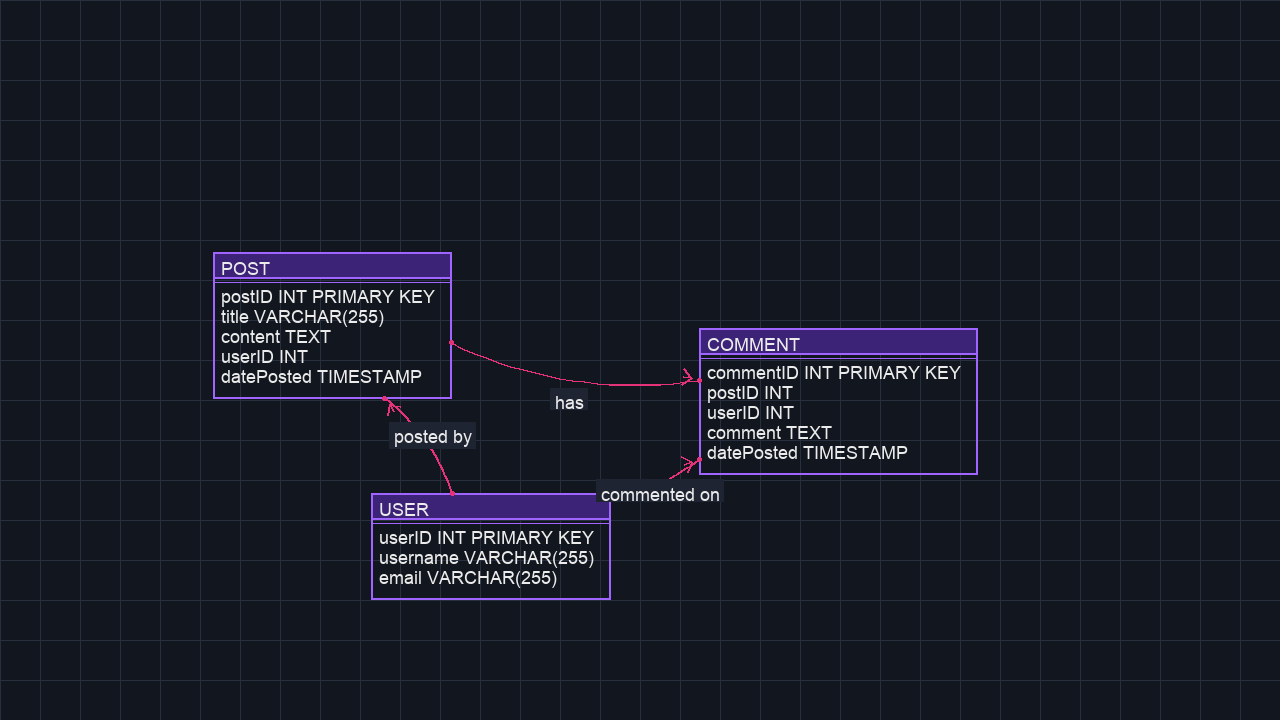 POST
postID INT PRIMARY KEY
title VARCHAR(255)
content TEXT
userID INT
datePosted TIMESTAMP
COMMENT
commentID INT PRIMARY KEY
postID INT
userID INT
comment TEXT
datePosted TIMESTAMP
has
posted by
commented on
USER
userID INT PRIMARY KEY
username VARCHAR(255)
email VARCHAR(255)